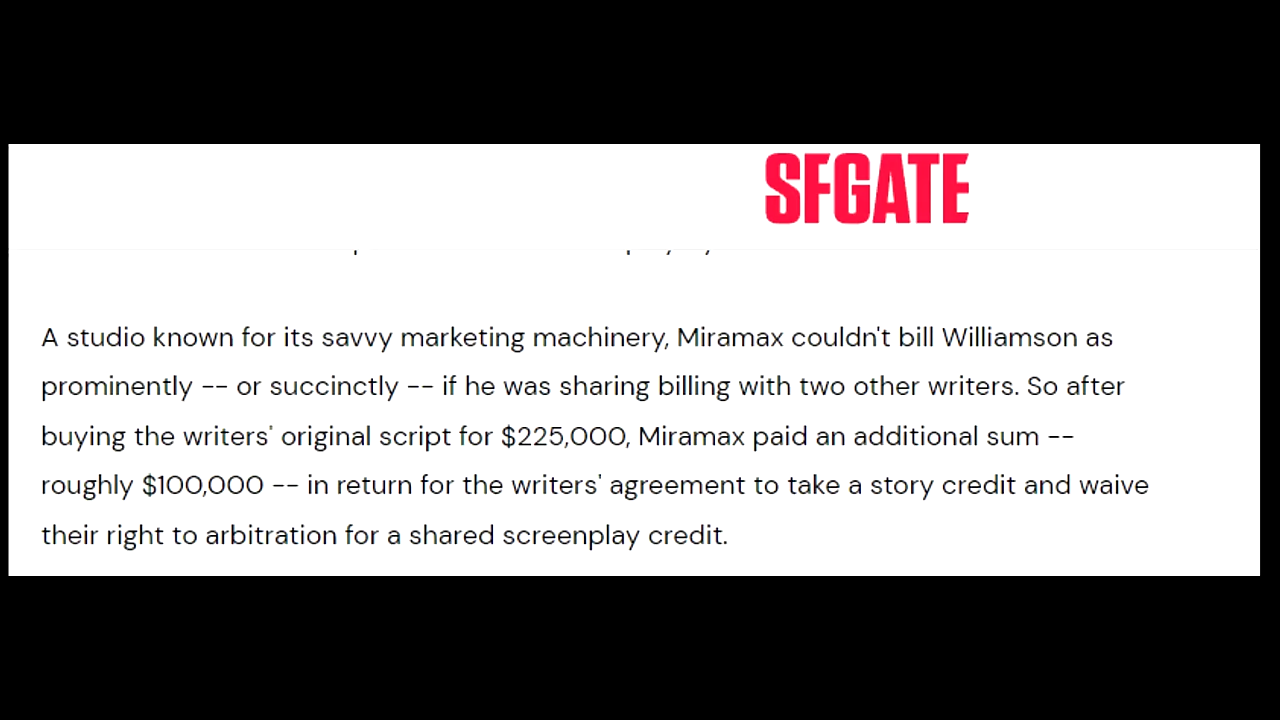 SFGATE
A studio known for its savvy marketing machinery, Miramax couldn't bill Williamson as
prominently -- or succinctly -- if he was sharing billing with two other writers. So after
buying the writers' original script for $225,000, Miramax paid an additional sum --
roughly $100,000 -- in return for the writers' agreement to take a story credit and waive
their right to arbitration for a shared screenplay credit.